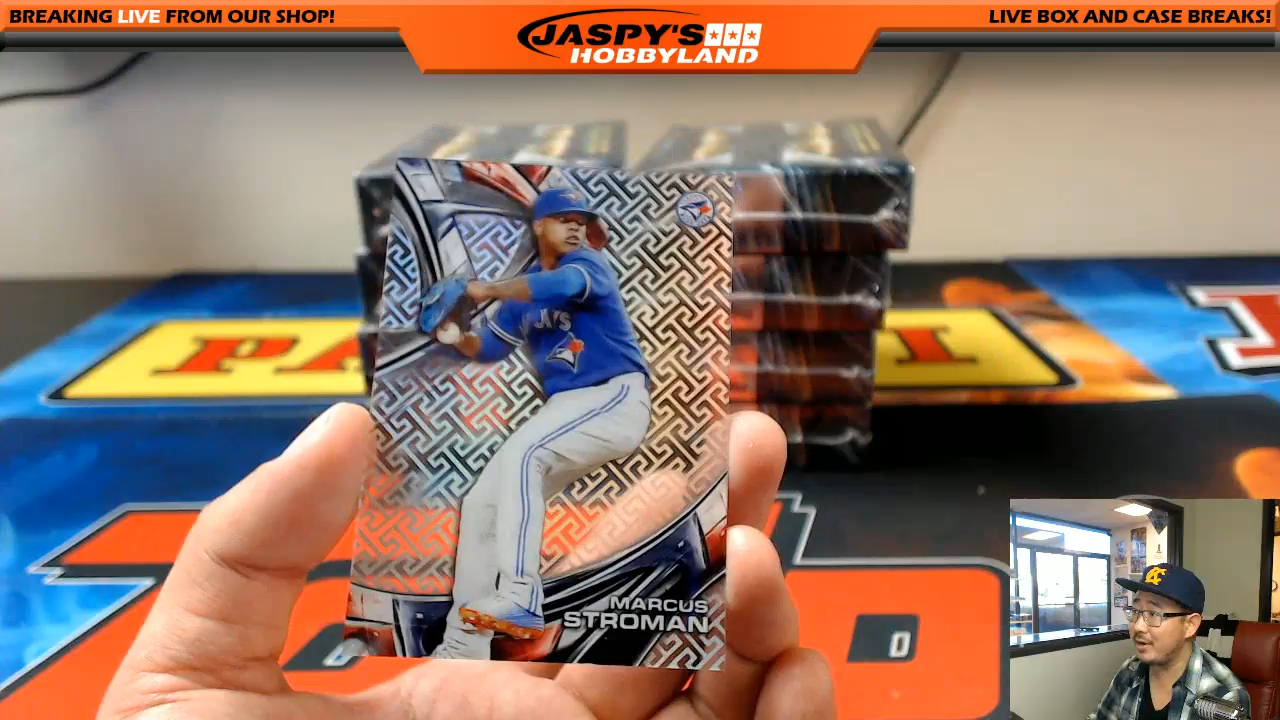 BREAKING LIVE FROM OUR SHOP!
JASPY'S
HOBBYLAND
LIVE BOX AND CASE BREAKS!
JAYS
MARCUS
STROMAN